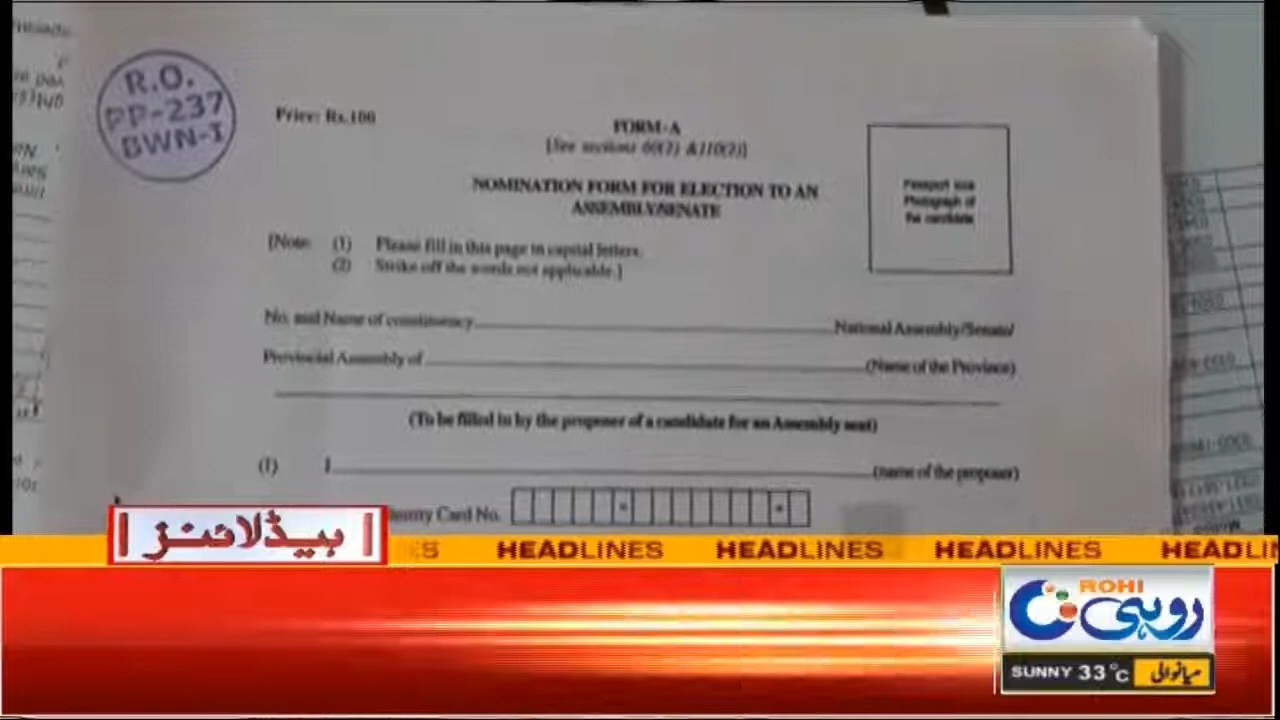 R.O.
PP-237
BWN-I
Price: Rs.100
FORM-A
[See sections 60(2) &110(2)]
NOMINATION FORM FOR ELECTION TO AN
ASSEMBLY/SENATE
Passport size
Photograph of
the candidate
[Note: (1) Please fill in this page in capital letters.
(2) Strike off the words not applicable.]
No. and Name of constituency National Assembly/Senate/
Provincial Assembly of (Name of the Province)
(To be filled in by the proposer of a candidate for an Assembly seat)
(1) I (name of the proposer)
Card No.
ہیڈلائنز
HEADLINES HEADLINES HEADLINES
ROHI
روہی
SUNNY 33°C میانوالی